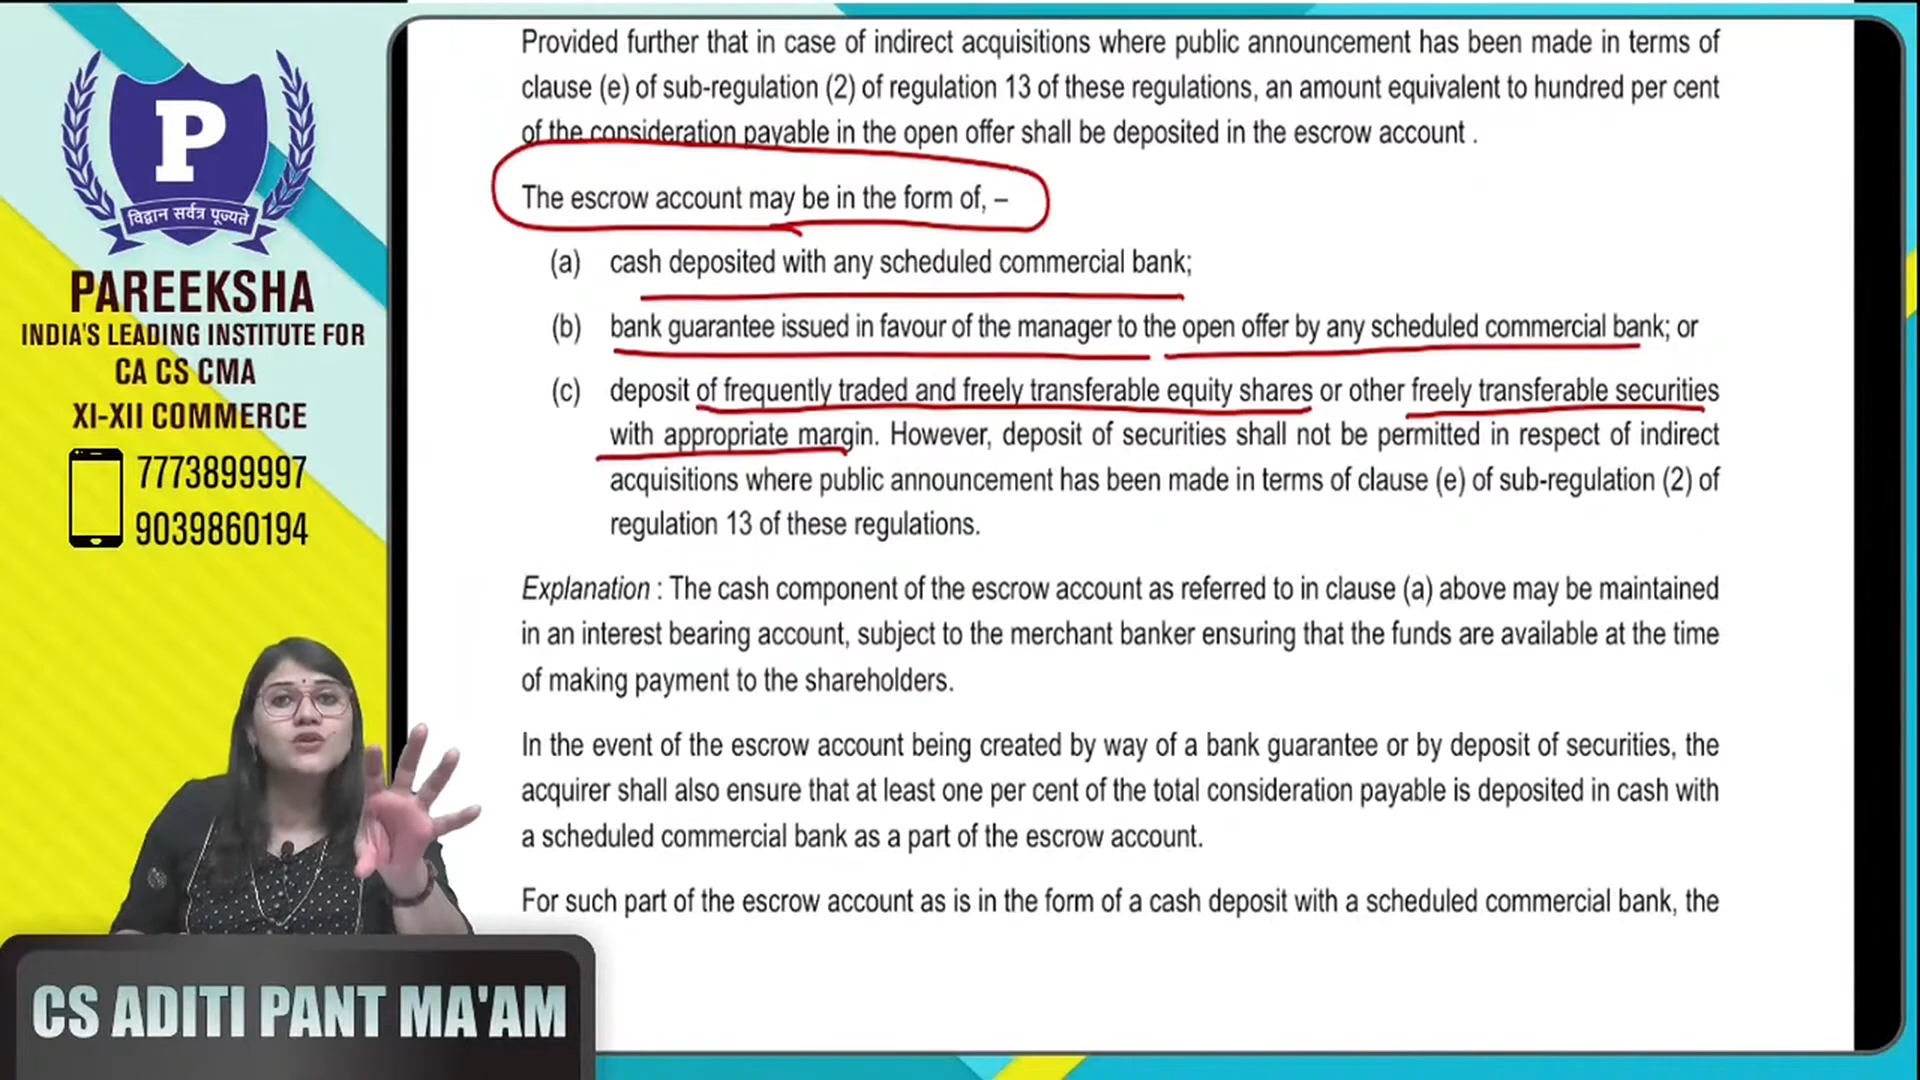 P
विद्वान सर्वत्र पूज्यते
PAREEKSHA
INDIA'S LEADING INSTITUTE FOR
CA CS CMA
XI-XII COMMERCE
7773899997
9039860194
Provided further that in case of indirect acquisitions where public announcement has been made in terms of
clause (e) of sub-regulation (2) of regulation 13 of these regulations, an amount equivalent to hundred per cent
of the consideration payable in the open offer shall be deposited in the escrow account .
The escrow account may be in the form of, –
(a) cash deposited with any scheduled commercial bank;
(b) bank guarantee issued in favour of the manager to the open offer by any scheduled commercial bank; or
(c) deposit of frequently traded and freely transferable equity shares or other freely transferable securities
with appropriate margin. However, deposit of securities shall not be permitted in respect of indirect
acquisitions where public announcement has been made in terms of clause (e) of sub-regulation (2) of
regulation 13 of these regulations.
Explanation : The cash component of the escrow account as referred to in clause (a) above may be maintained
in an interest bearing account, subject to the merchant banker ensuring that the funds are available at the time
of making payment to the shareholders.
In the event of the escrow account being created by way of a bank guarantee or by deposit of securities, the
acquirer shall also ensure that at least one per cent of the total consideration payable is deposited in cash with
a scheduled commercial bank as a part of the escrow account.
For such part of the escrow account as is in the form of a cash deposit with a scheduled commercial bank, the
CS ADITI PANT MA'AM